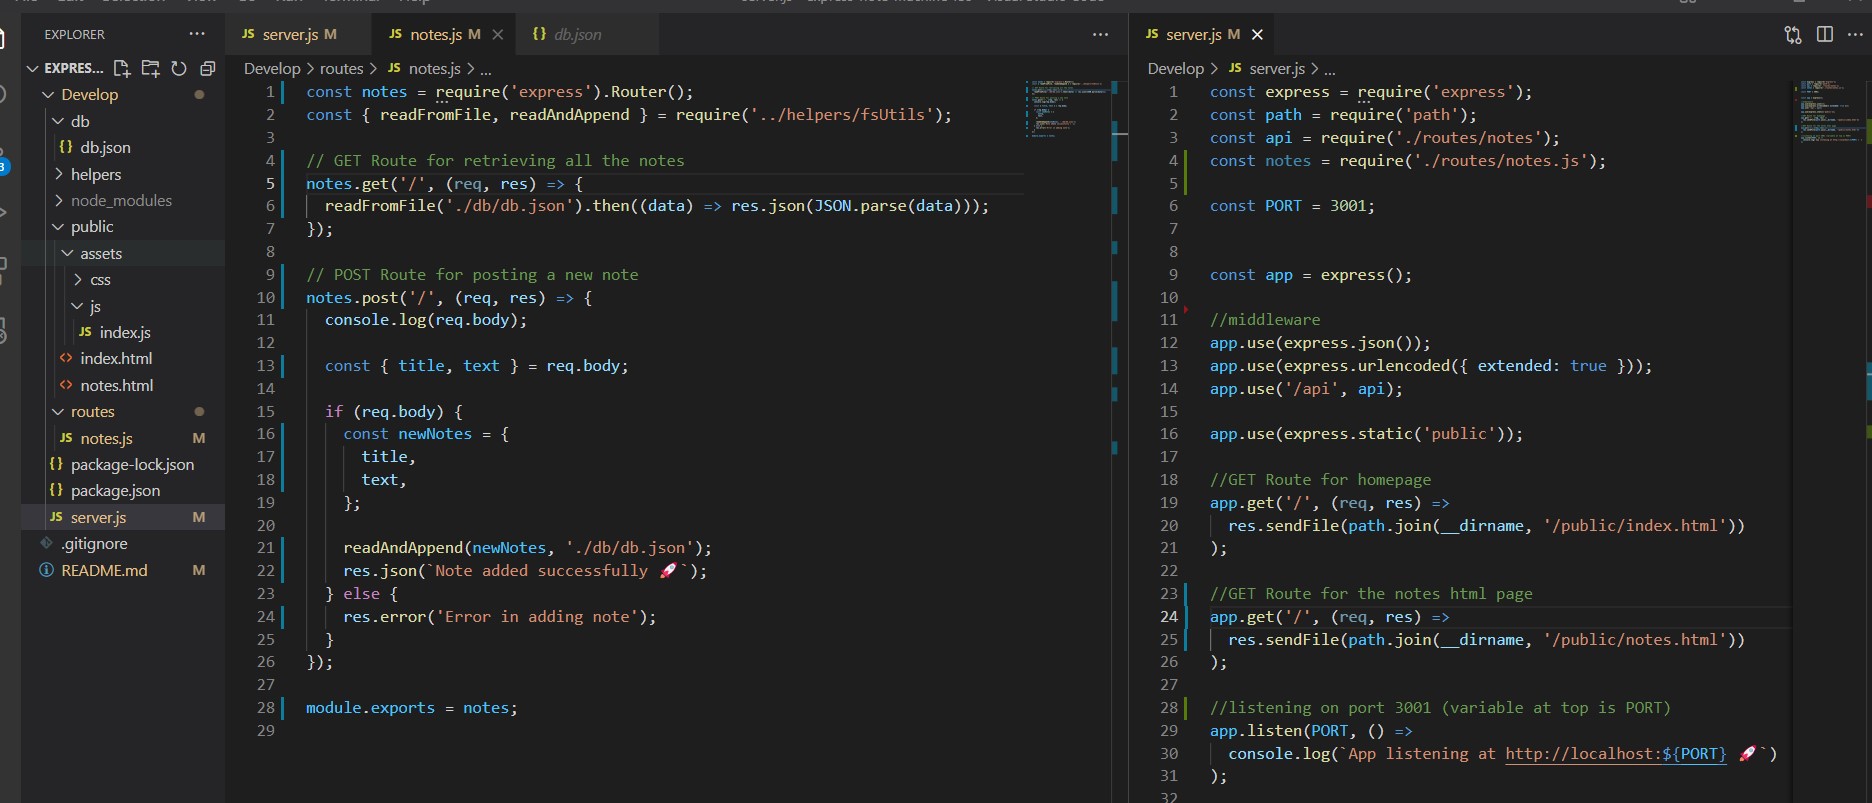 EXPLORER
EXPRES...
Develop
db
{} db.json
helpers
node_modules
public
assets
css
js
JS index.js
<> index.html
<> notes.html
routes
JS notes.js M
{} package-lock.json
{} package.json
JS server.js M
.gitignore
README.md M
3
JS server.js M
JS notes.js M
{} db.json
Develop > routes > JS notes.js > ...
1 const notes = require('express').Router();
2 const { readFromFile, readAndAppend } = require('../helpers/fsUtils');
3
4 // GET Route for retrieving all the notes
5 notes.get('/', (req, res) => {
6 readFromFile('./db/db.json').then((data) => res.json(JSON.parse(data)));
7 });
8
9 // POST Route for posting a new note
10 notes.post('/', (req, res) => {
11 console.log(req.body);
12
13 const { title, text } = req.body;
14
15 if (req.body) {
16 const newNotes = {
17 title,
18 text,
19 };
20
21 readAndAppend(newNotes, './db/db.json');
22 res.json(`Note added successfully 🚀`);
23 } else {
24 res.error('Error in adding note');
25 }
26 });
27
28 module.exports = notes;
29
JS server.js M
Develop > JS server.js > ...
1 const express = require('express');
2 const path = require('path');
3 const api = require('./routes/notes');
4 const notes = require('./routes/notes.js');
5
6 const PORT = 3001;
7
8
9 const app = express();
10
11 //middleware
12 app.use(express.json());
13 app.use(express.urlencoded({ extended: true }));
14 app.use('/api', api);
15
16 app.use(express.static('public'));
17
18 //GET Route for homepage
19 app.get('/', (req, res) =>
20 res.sendFile(path.join(__dirname, '/public/index.html'))
21 );
22
23 //GET Route for the notes html page
24 app.get('/', (req, res) =>
25 res.sendFile(path.join(__dirname, '/public/notes.html'))
26 );
27
28 //listening on port 3001 (variable at top is PORT)
29 app.listen(PORT, () =>
30 console.log(`App listening at http://localhost:${PORT} 🚀`)
31 );
32